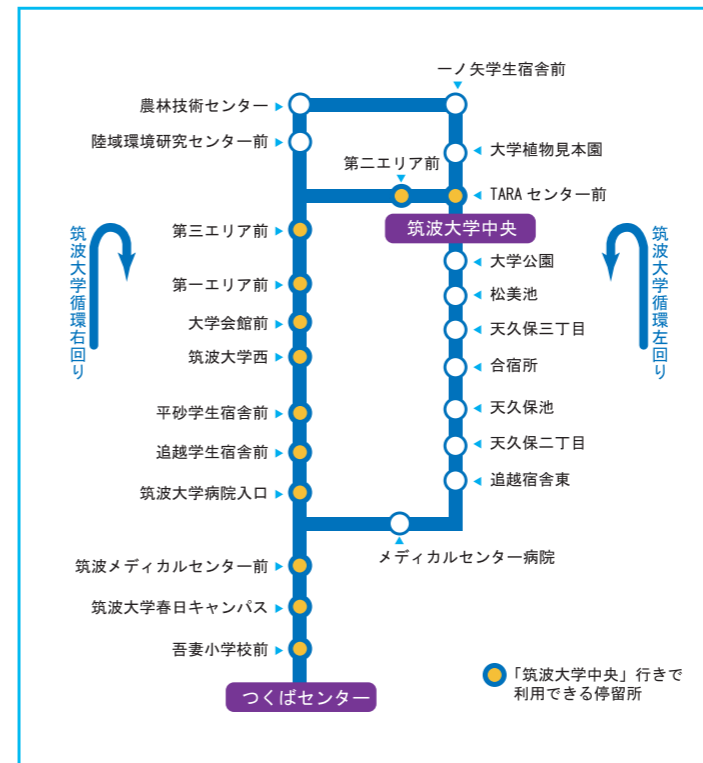 一ノ矢学生宿舎前
農林技術センター
陸域環境研究センター前
大学植物見本園
第二エリア前
TARA センター前
筑波大学中央
第三エリア前
筑波大学循環右回り
筑波大学循環左回り
大学公園
第一エリア前
松美池
大学会館前
天久保三丁目
筑波大学西
合宿所
平砂学生宿舎前
天久保池
追越学生宿舎前
天久保二丁目
筑波大学病院入口
追越宿舎東
メディカルセンター病院
筑波メディカルセンター前
筑波大学春日キャンパス
吾妻小学校前
つくばセンター
「筑波大学中央」行きで
利用できる停留所